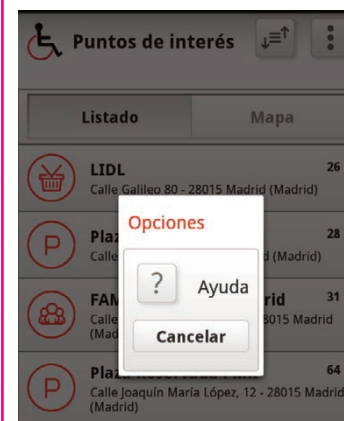 Puntos de interés
Listado
Mapa
LIDL
26
Calle Galileo 80 - 28015 Madrid (Madrid)
Opciones
? Ayuda
Cancelar
P
28
Calle
d (Madrid)
FAM
rid
31
Calle
8015 Madrid
(Mad
P
64
Calle Joaquín María López, 12 - 28015 Madrid
(Madrid)